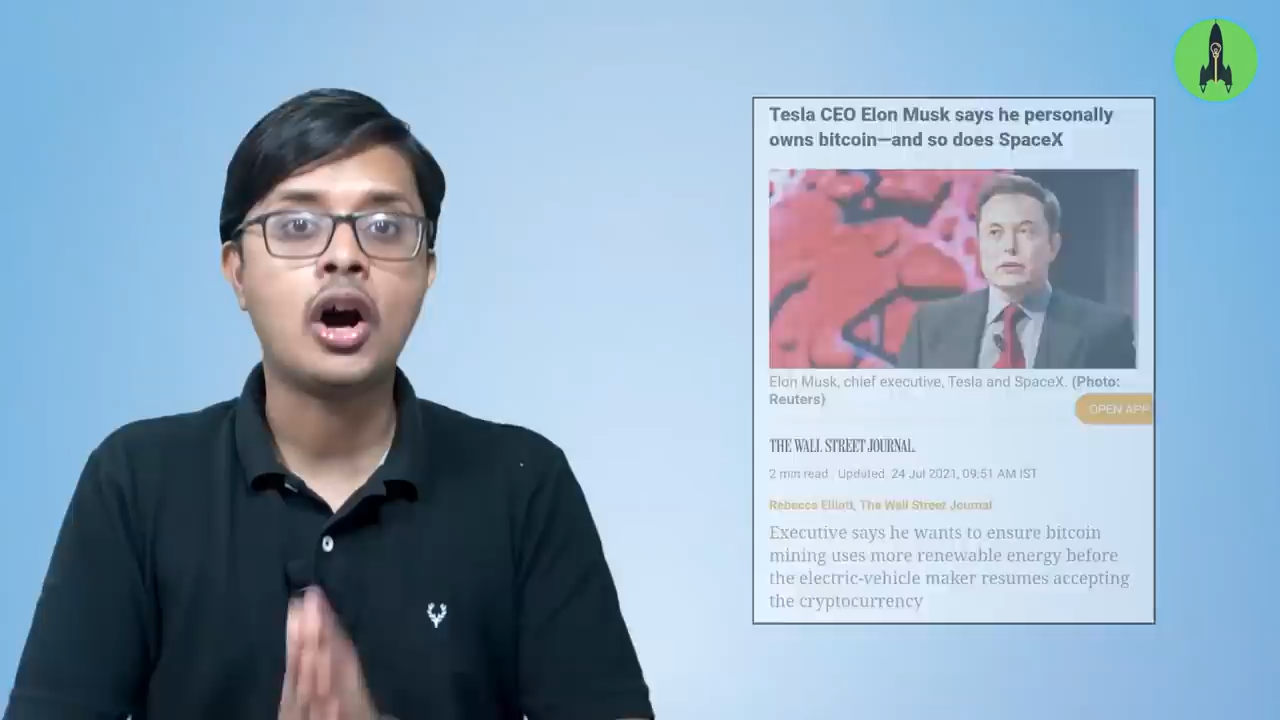 Tesla CEO Elon Musk says he personally
owns bitcoin—and so does SpaceX
Elon Musk, chief executive, Tesla and SpaceX. (Photo:
Reuters)
OPEN APP
THE WALL STREET JOURNAL.
2 min read . Updated: 24 Jul 2021, 09:51 AM IST
Rebecca Elliott, The Wall Street Journal
Executive says he wants to ensure bitcoin
mining uses more renewable energy before
the electric-vehicle maker resumes accepting
the cryptocurrency